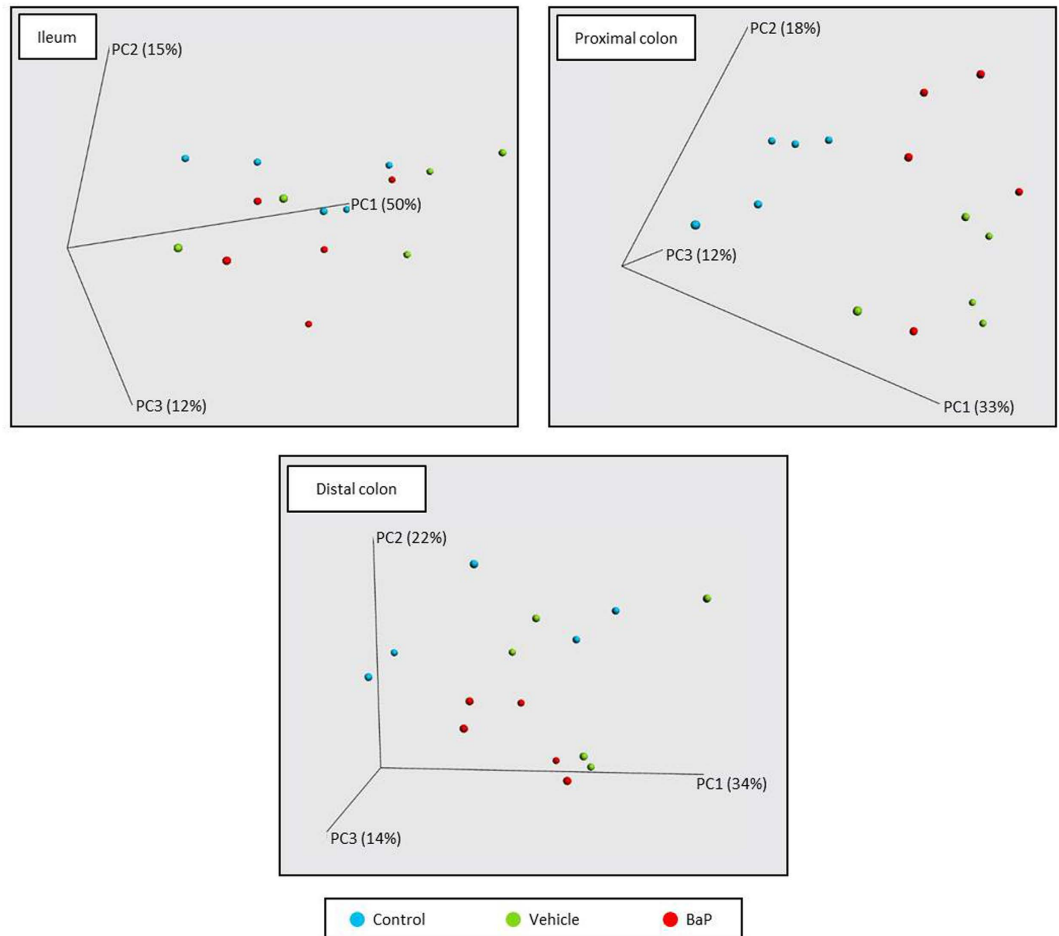 Ileum
PC2 (15%)
PC1 (50%)
PC3 (12%)
Proximal colon
PC2 (18%)
PC3 (12%)
PC1 (33%)
Distal colon
PC2 (22%)
PC1 (34%)
PC3 (14%)
Control Vehicle BaP